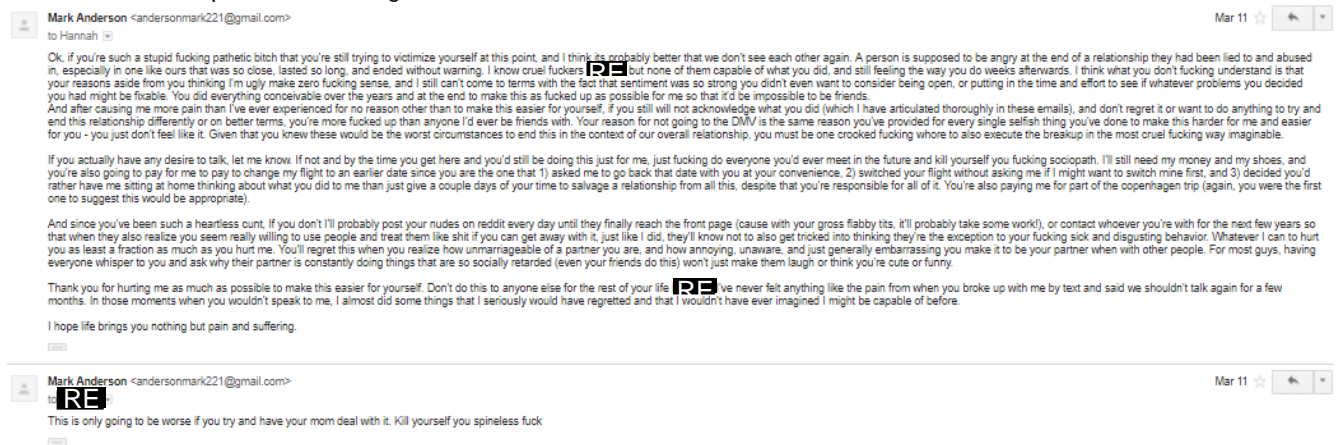 Mark Anderson <andersonmark221@gmail.com>
Mar 11
to Hannah
Ok, if you're such a stupid fucking pathetic bitch that you're still trying to victimize yourself at this point, and I think its probably better that we don't see each other again. A person is supposed to be angry at the end of a relationship they had been lied to and abused
in, especially in one like ours that was so close, lasted so long, and ended without warning. I know cruel fuckers RE but none of them capable of what you did, and still feeling the way you do weeks afterwards. I think what you don't fucking understand is that
your reasons aside from you thinking I'm ugly make zero fucking sense, and I still can't come to terms with the fact that sentiment was so strong you didn't even want to consider being open, or putting in the time and effort to see if whatever problems you decided
you had might be fixable. You did everything conceivable over the years and at the end to make this as fucked up as possible for me so that it'd be impossible to be friends.
And after causing me more pain than I've ever experienced for no reason other than to make this easier for yourself, if you still will not acknowledge what you did (which I have articulated thoroughly in these emails), and don't regret it or want to do anything to try and
end this relationship differently or on better terms, you're more fucked up than anyone I'd ever be friends with. Your reason for not going to the DMV is the same reason you've provided for every single selfish thing you've done to make this harder for me and easier
for you - you just don't feel like it. Given that you knew these would be the worst circumstances to end this in the context of our overall relationship, you must be one crooked fucking whore to also execute the breakup in the most cruel fucking way imaginable.
If you actually have any desire to talk, let me know. If not and by the time you get here and you'd still be doing this just for me, just fucking do everyone you'd ever meet in the future and kill yourself you fucking sociopath. I'll still need my money and my shoes, and
you're also going to pay for me to pay to change my flight to an earlier date since you are the one that 1) asked me to go back that date with you at your convenience, 2) switched your flight without asking me if I might want to switch mine first, and 3) decided you'd
rather have me sitting at home thinking about what you did to me than just give a couple days of your time to salvage a relationship from all this, despite that you're responsible for all of it. You're also paying me for part of the copenhagen trip (again, you were the first
one to suggest this would be appropriate).
And since you've been such a heartless cunt, If you don't I'll probably post your nudes on reddit every day until they finally reach the front page (cause with your gross flabby tits, it'll probably take some work!), or contact whoever you're with for the next few years so
that when they also realize you seem really willing to use people and treat them like shit if you can get away with it, just like I did, they'll know not to also get tricked into thinking they're the exception to your fucking sick and disgusting behavior. Whatever I can to hurt
you as least a fraction as much as you hurt me. You'll regret this when you realize how unmarriageable of a partner you are, and how annoying, unaware, and just generally embarrassing you make it to be your partner when with other people. For most guys, having
everyone whisper to you and ask why their partner is constantly doing things that are so socially retarded (even your friends do this) won't just make them laugh or think you're cute or funny.
Thank you for hurting me as much as possible to make this easier for yourself. Don't do this to anyone else for the rest of your life RE I've never felt anything like the pain from when you broke up with me by text and said we shouldn't talk again for a few
months. In those moments when you wouldn't speak to me, I almost did some things that I seriously would have regretted and that I wouldn't have ever imagined I might be capable of before.
I hope life brings you nothing but pain and suffering.
Mark Anderson <andersonmark221@gmail.com>
Mar 11
to RE
This is only going to be worse if you try and have your mom deal with it. Kill yourself you spineless fuck